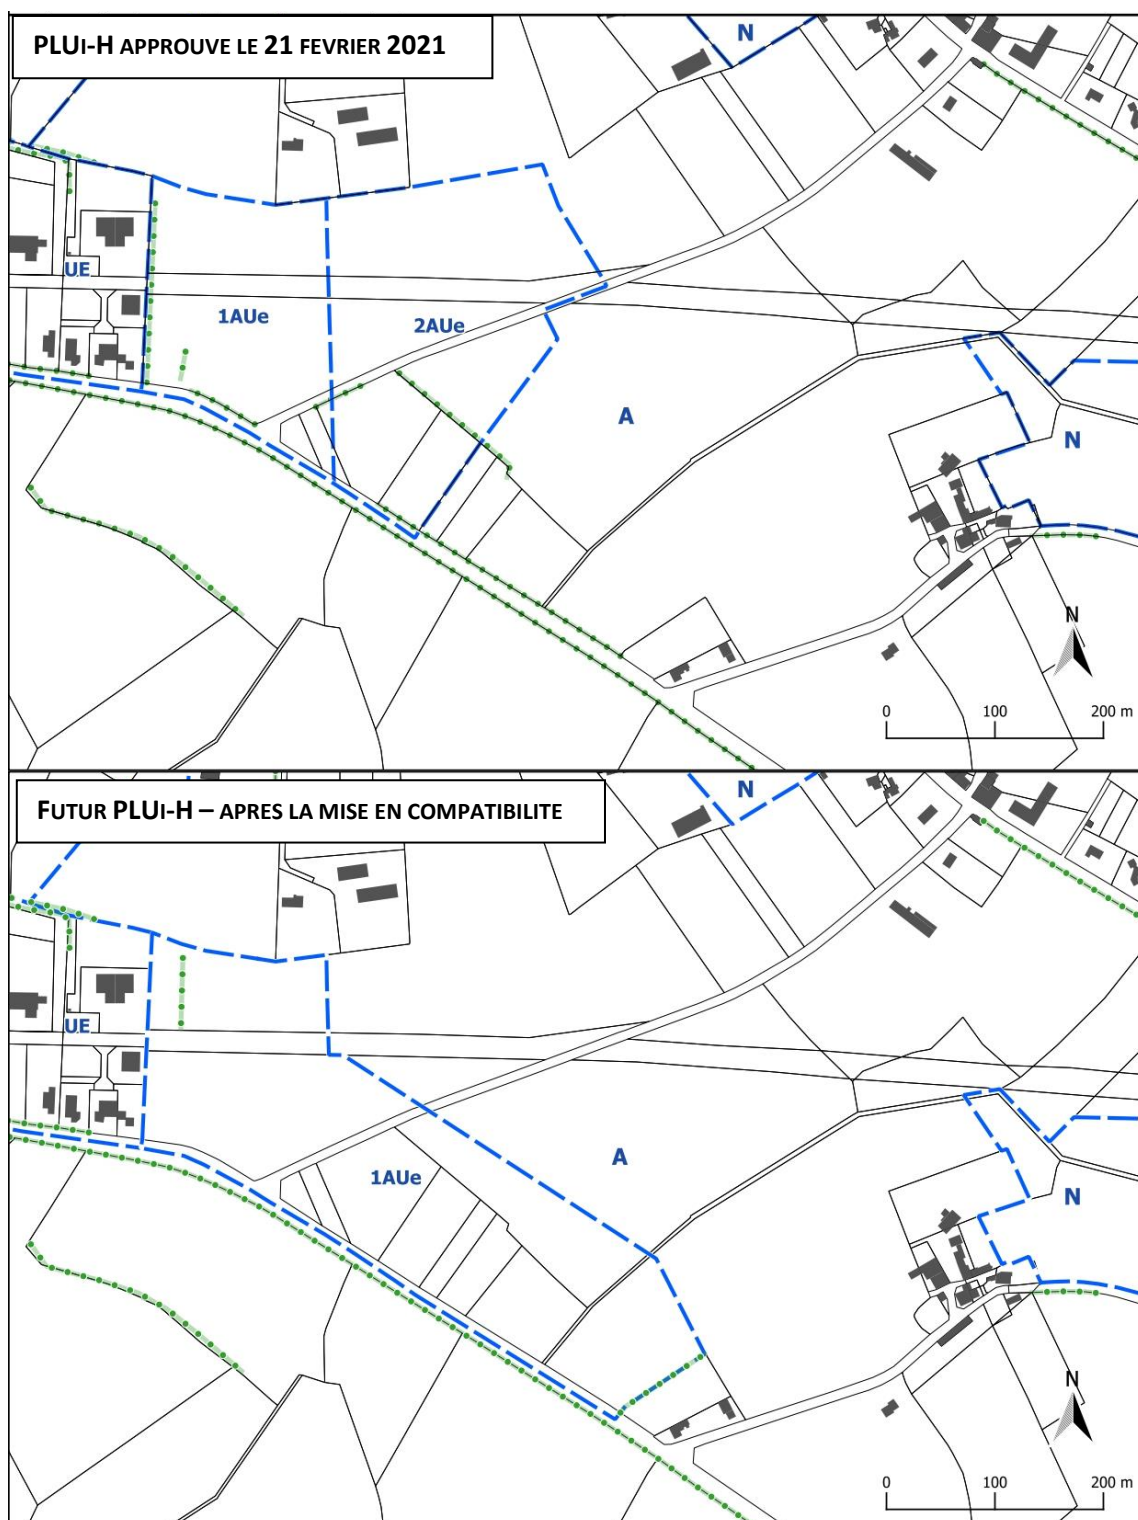 PLUI-H APPROUVE LE 21 FEVRIER 2021
N
UE
1AUe
2AUe
A
N
N
0 100 200 m
FUTUR PLUI-H – APRES LA MISE EN COMPATIBILITE
N
UE
A
1AUe
N
N
0 100 200 m